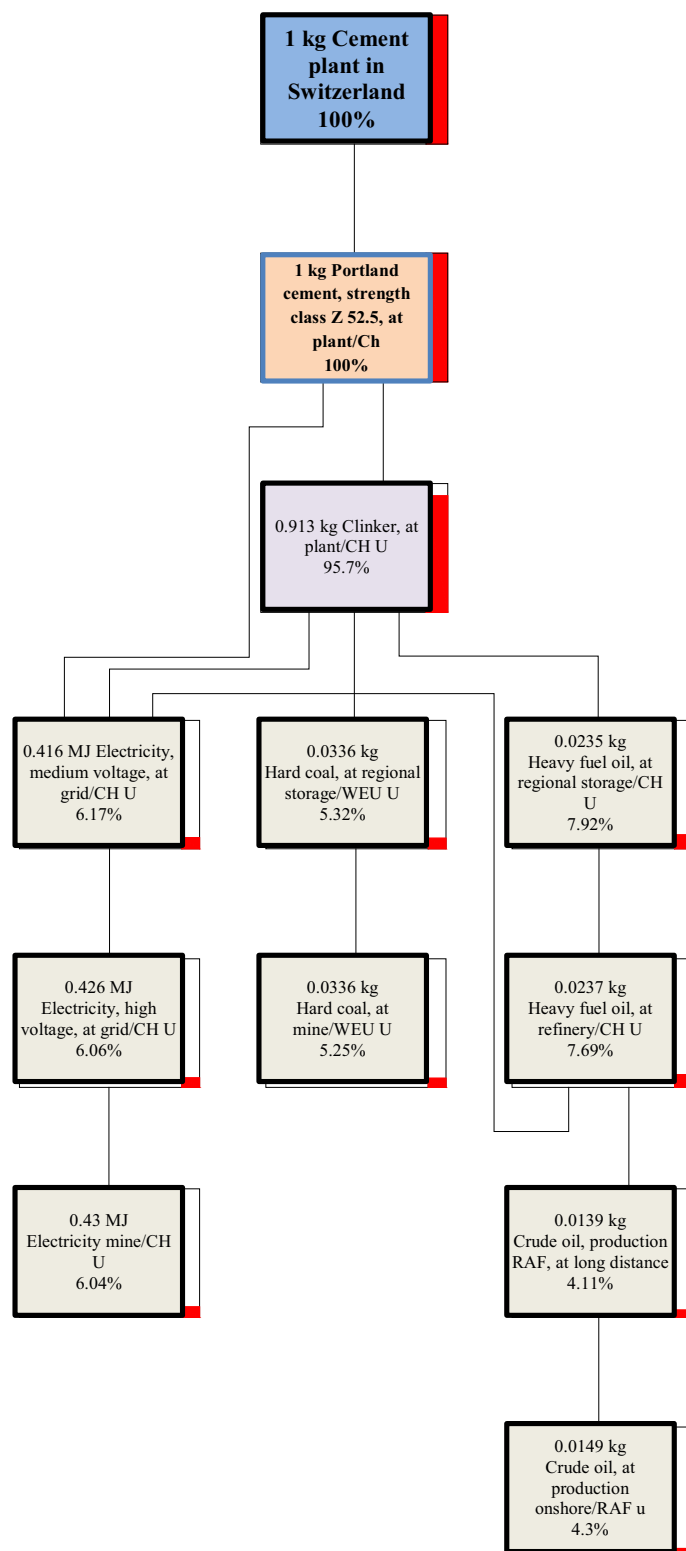 1 kg Cement
plant in
Switzerland
100%
1 kg Portland
cement, strength
class Z 52.5, at
plant/Ch
100%
0.913 kg Clinker, at
plant/CH U
95.7%
0.416 MJ Electricity,
medium voltage, at
grid/CH U
6.17%
0.0336 kg
Hard coal, at regional
storage/WEU U
5.32%
0.0235 kg
Heavy fuel oil, at
regional storage/CH
U
7.92%
0.426 MJ
Electricity, high
voltage, at grid/CH U
6.06%
0.0336 kg
Hard coal, at
mine/WEU U
5.25%
0.0237 kg
Heavy fuel oil, at
refinery/CH U
7.69%
0.43 MJ
Electricity mine/CH
U
6.04%
0.0139 kg
Crude oil, production
RAF, at long distance
4.11%
0.0149 kg
Crude oil, at
production
onshore/RAF u
4.3%